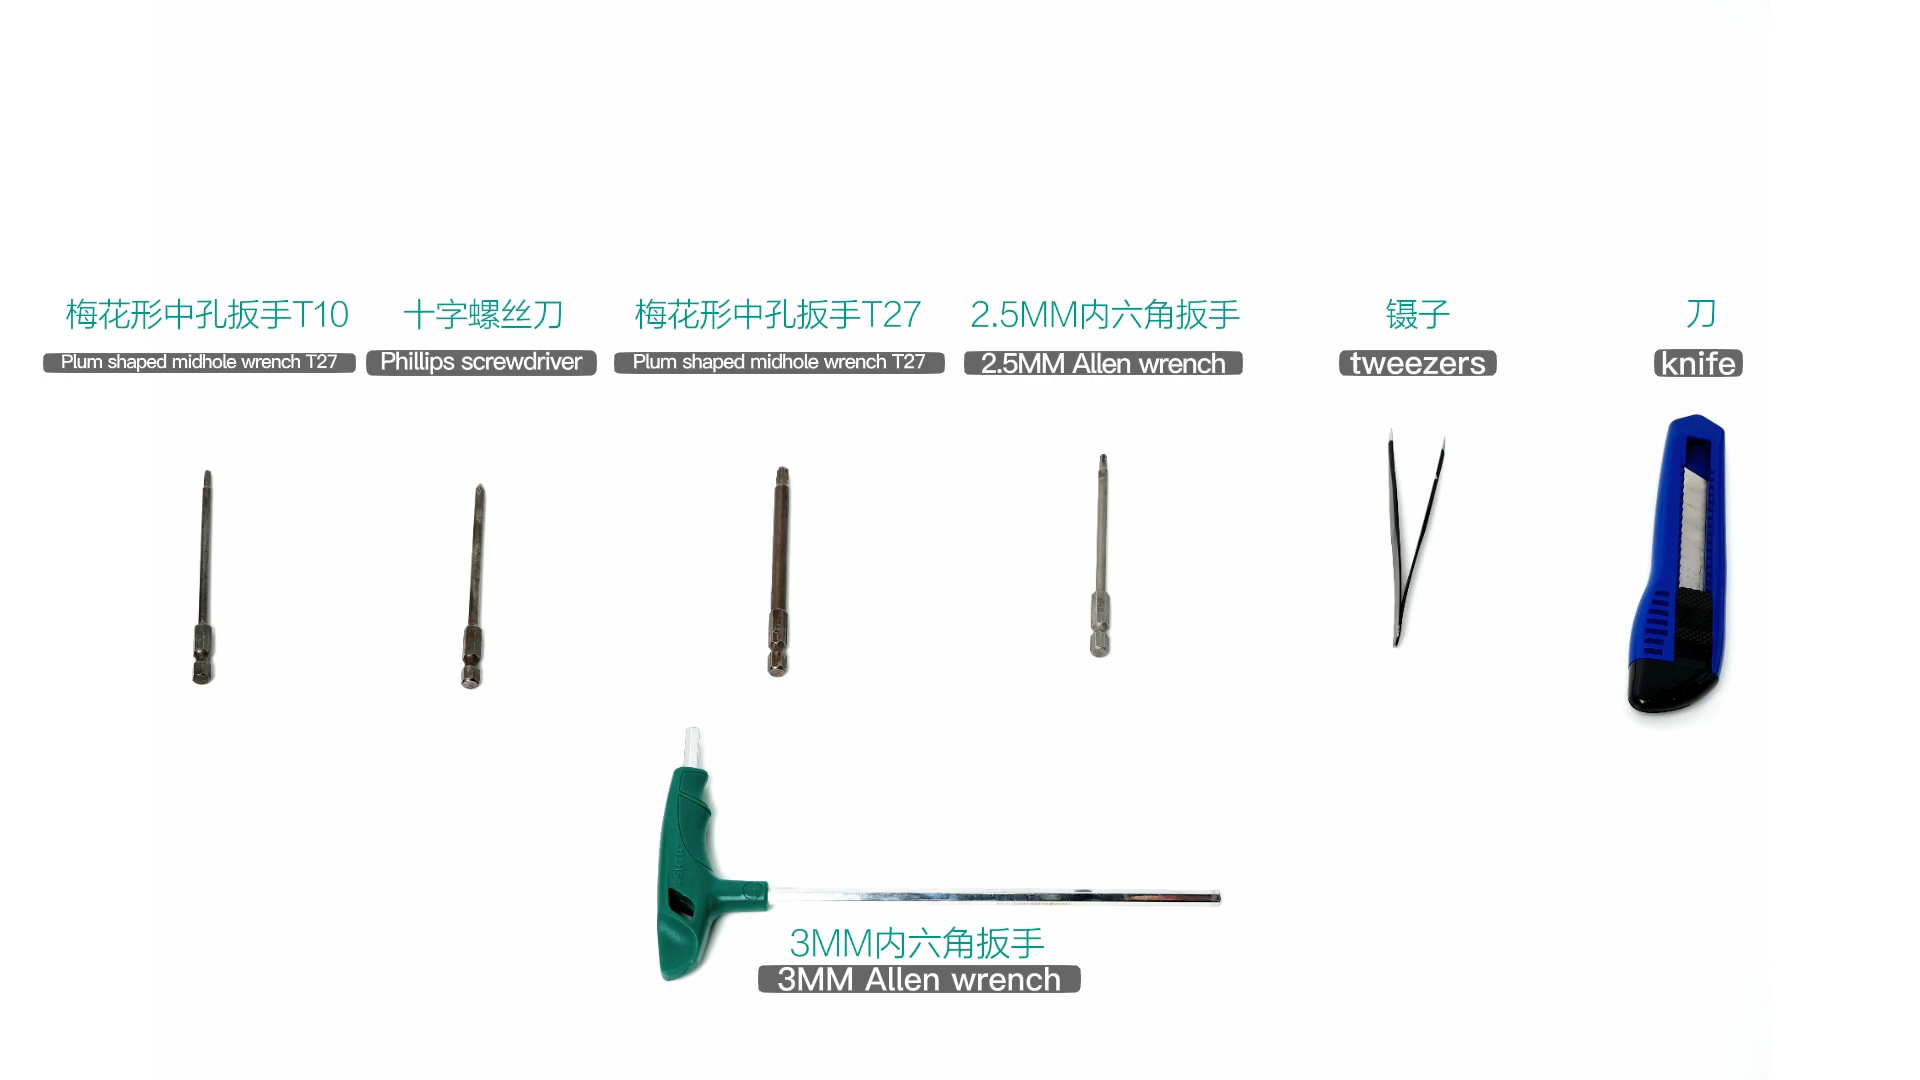 梅花形中孔扳手T10
Plum shaped midhole wrench T27
十字螺丝刀
Phillips screwdriver
梅花形中孔扳手T27
Plum shaped midhole wrench T27
2.5MM内六角扳手
2.5MM Allen wrench
镊子
tweezers
刀
knife
3MM内六角扳手
3MM Allen wrench